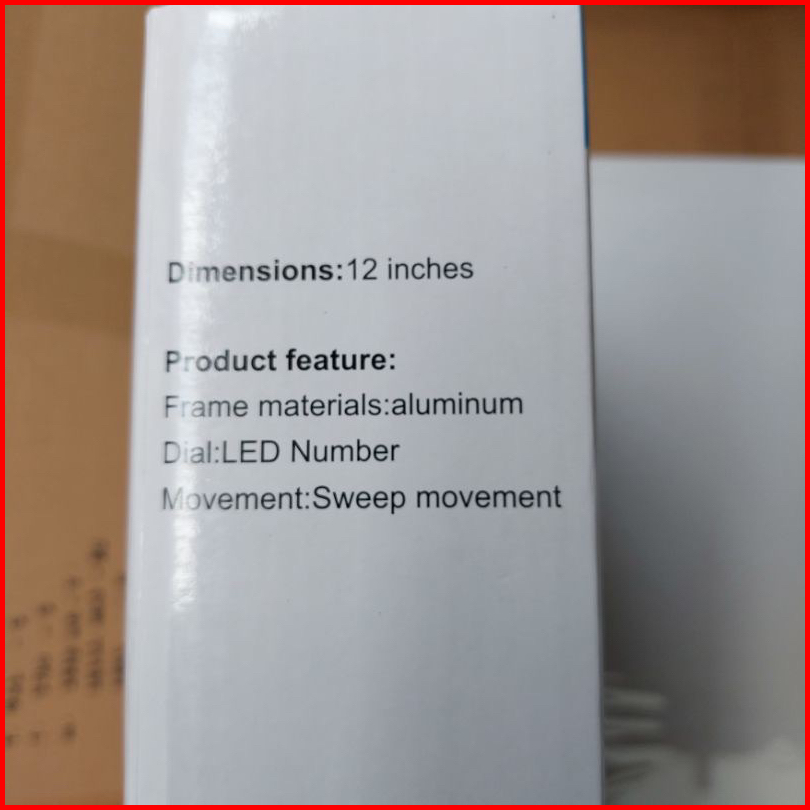 Dimensions:12 inches
Product feature:
Frame materials:aluminum
Dial:LED Number
Movement:Sweep movement